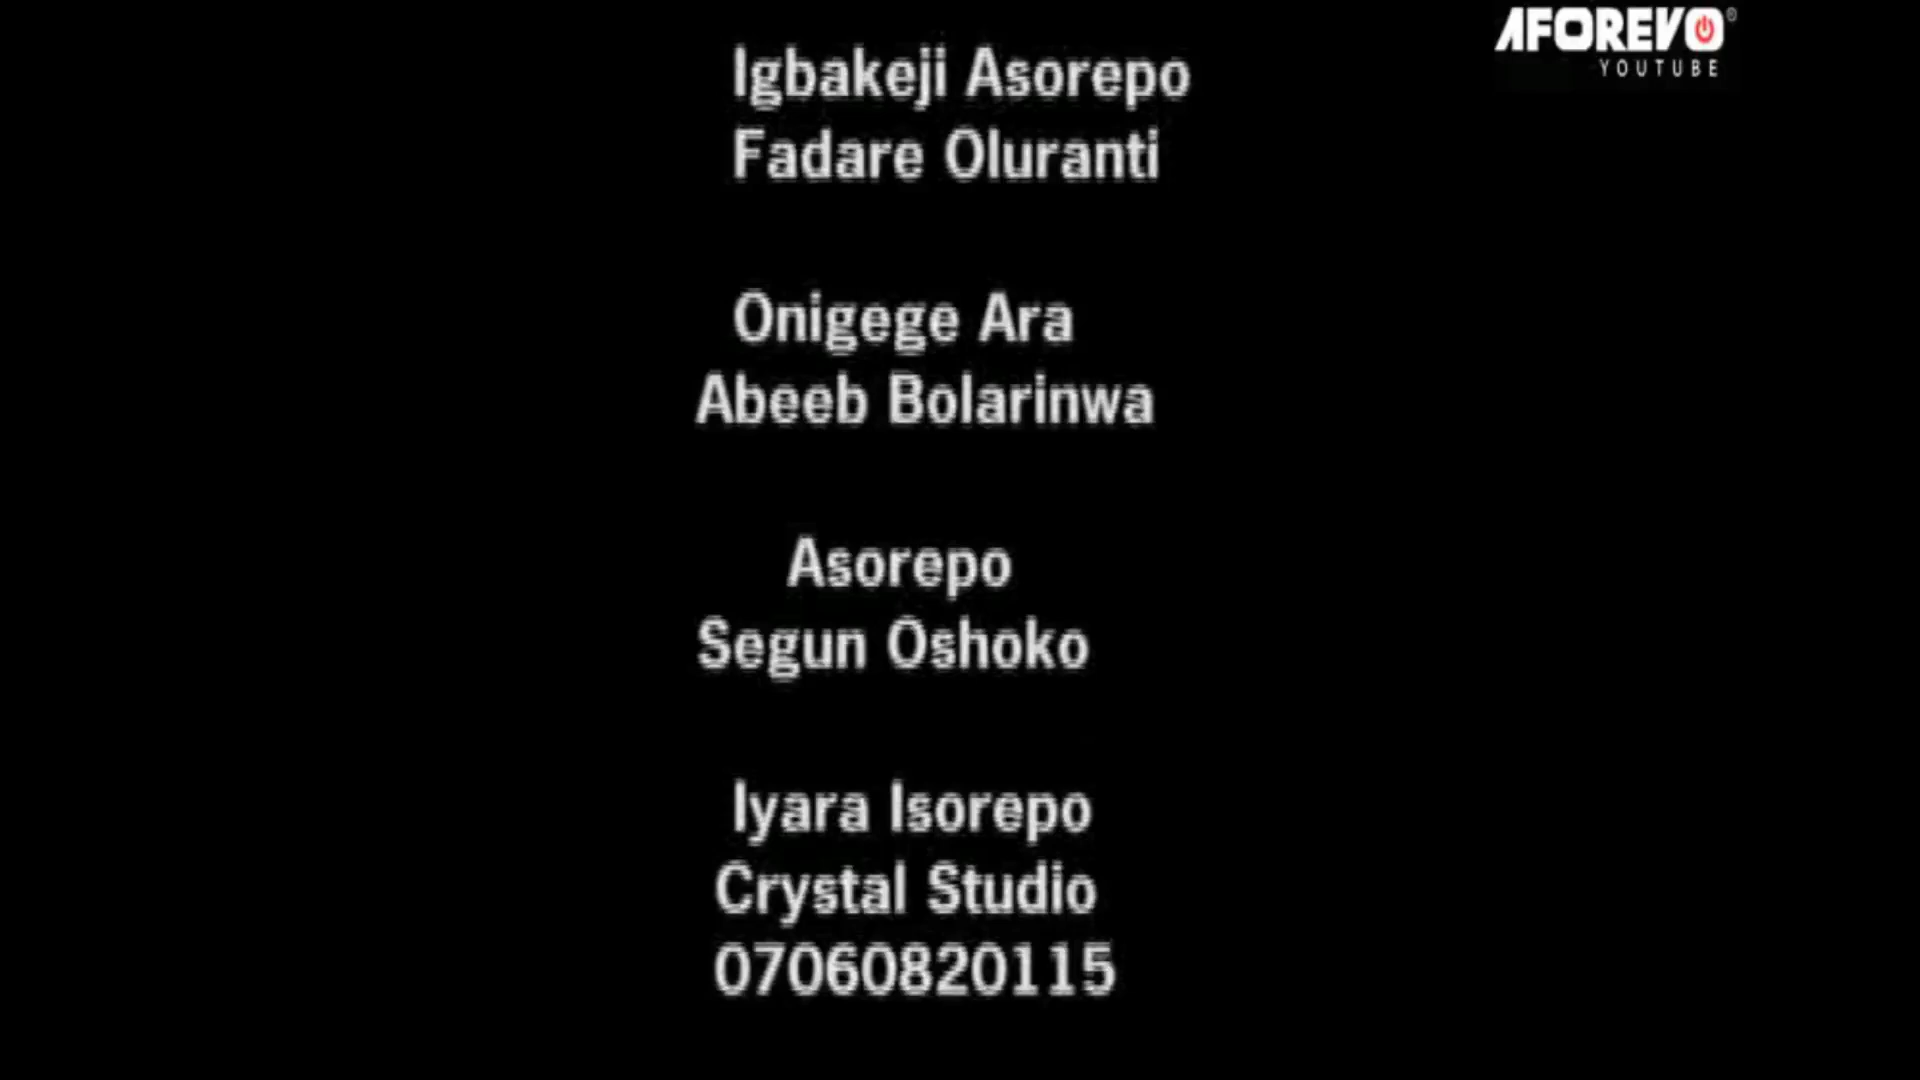 AFOREVO
YOUTUBE
Igbakeji Asorepo
Fadare Oluranti
Onigege Ara
Abeeb Bolarinwa
Asorepo
Segun Oshoko
Iyara Isorepo
Crystal Studio
07060820115